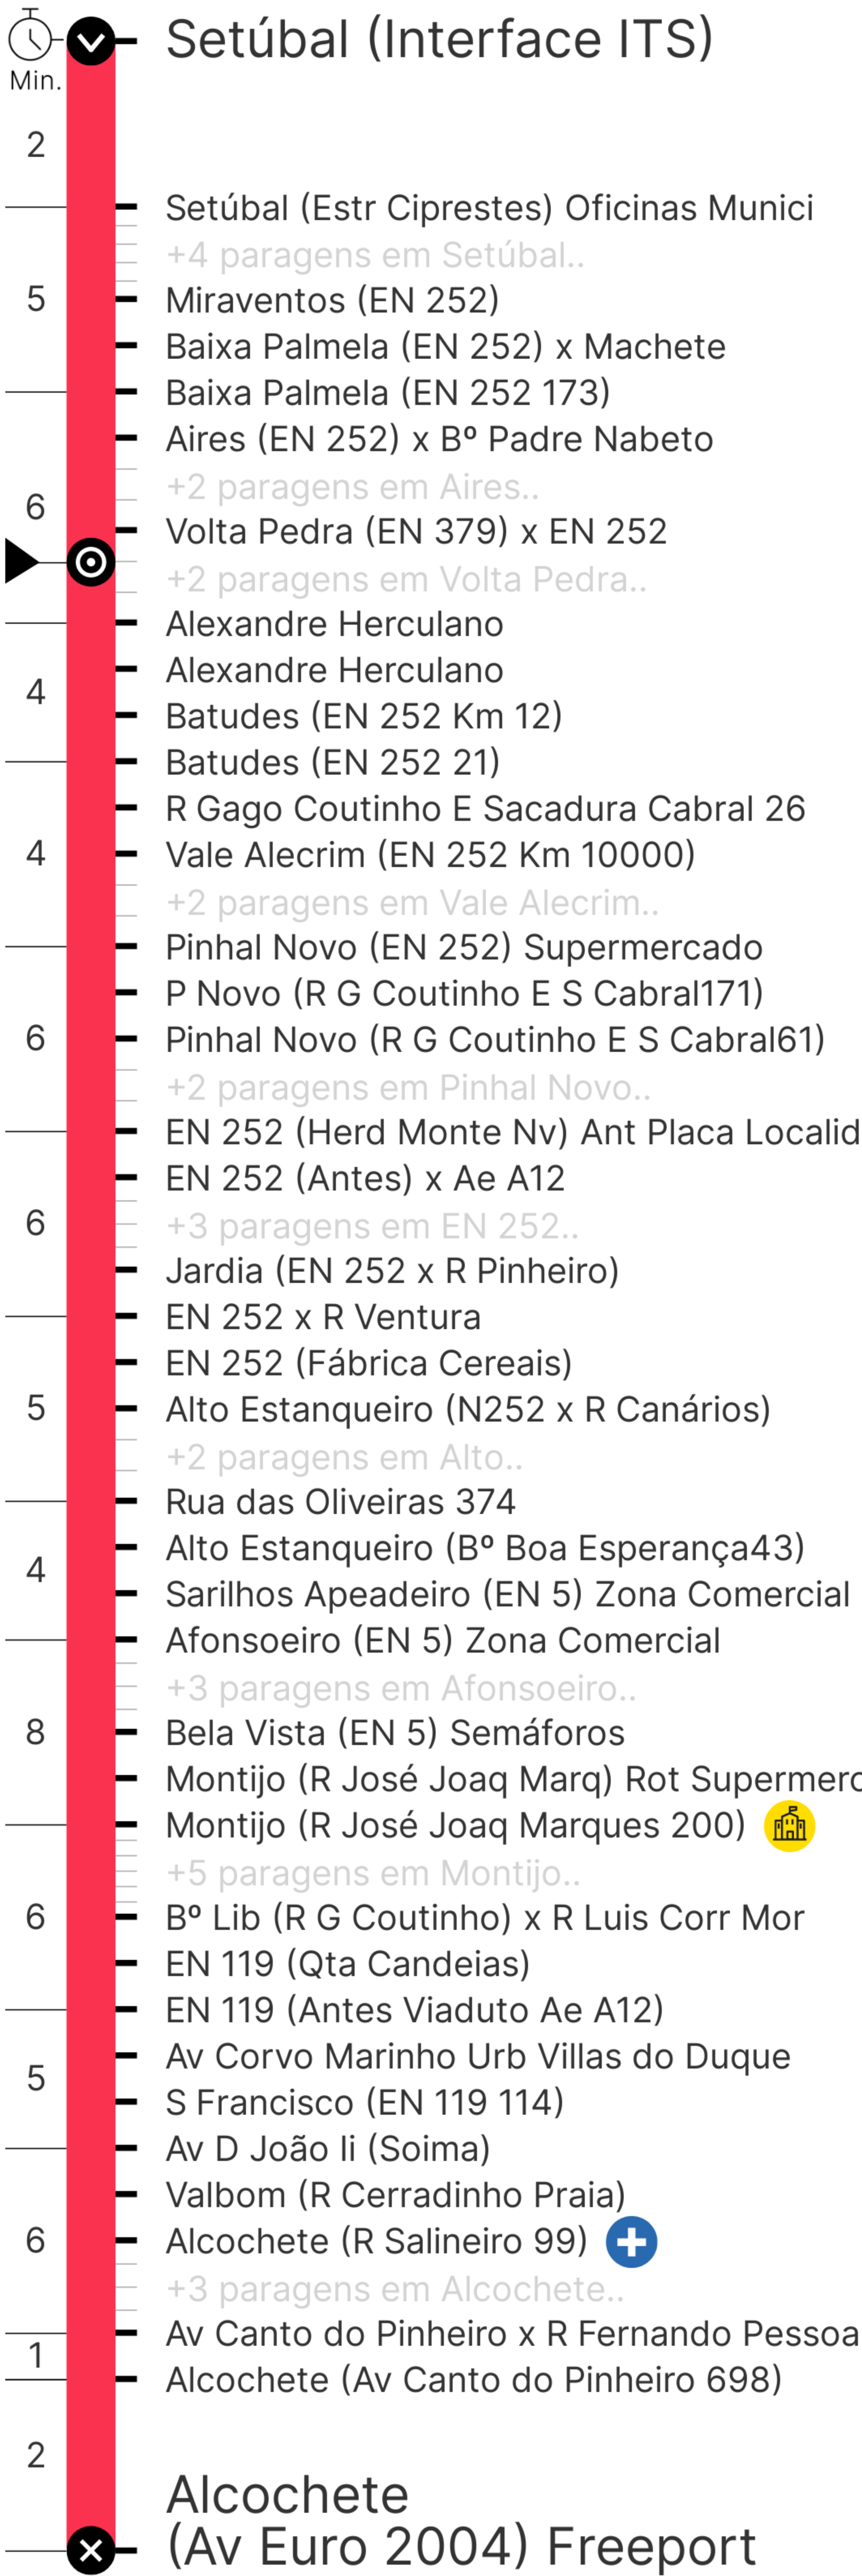 Setúbal (Interface ITS)
Min.
2
Setúbal (Estr Ciprestes) Oficinas Munici
+4 paragens em Setúbal..
5
Miraventos (EN 252)
Baixa Palmela (EN 252) x Machete
Baixa Palmela (EN 252 173)
Aires (EN 252) x Bº Padre Nabeto
+2 paragens em Aires..
6
Volta Pedra (EN 379) x EN 252
+2 paragens em Volta Pedra..
Alexandre Herculano
Alexandre Herculano
4
Batudes (EN 252 Km 12)
Batudes (EN 252 21)
R Gago Coutinho E Sacadura Cabral 26
4
Vale Alecrim (EN 252 Km 10000)
+2 paragens em Vale Alecrim..
Pinhal Novo (EN 252) Supermercado
P Novo (R G Coutinho E S Cabral171)
6
Pinhal Novo (R G Coutinho E S Cabral61)
+2 paragens em Pinhal Novo..
EN 252 (Herd Monte Nv) Ant Placa Localid
EN 252 (Antes) x Ae A12
6
+3 paragens em EN 252..
Jardia (EN 252 x R Pinheiro)
EN 252 x R Ventura
EN 252 (Fábrica Cereais)
5
Alto Estanqueiro (N252 x R Canários)
+2 paragens em Alto..
Rua das Oliveiras 374
Alto Estanqueiro (Bº Boa Esperança43)
4
Sarilhos Apeadeiro (EN 5) Zona Comercial
Afonsoeiro (EN 5) Zona Comercial
+3 paragens em Afonsoeiro..
8
Bela Vista (EN 5) Semáforos
Montijo (R José Joaq Marq) Rot Supermerc
Montijo (R José Joaq Marques 200)
+5 paragens em Montijo..
6
Bº Lib (R G Coutinho) x R Luis Corr Mor
EN 119 (Qta Candeias)
EN 119 (Antes Viaduto Ae A12)
Av Corvo Marinho Urb Villas do Duque
5
S Francisco (EN 119 114)
Av D João Ii (Soima)
Valbom (R Cerradinho Praia)
6
Alcochete (R Salineiro 99)
+3 paragens em Alcochete..
Av Canto do Pinheiro x R Fernando Pessoa
1
Alcochete (Av Canto do Pinheiro 698)
2
Alcochete
(Av Euro 2004) Freeport